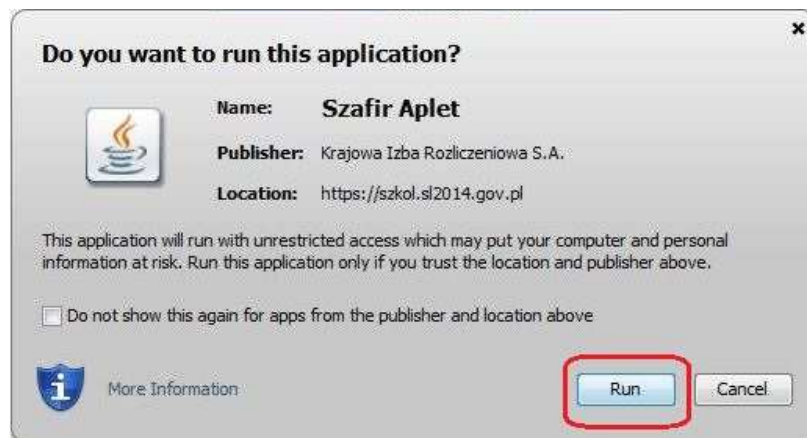 Do you want to run this application?
Name: Szafir Aplet
Publisher: Krajowa Izba Rozliczeniowa S.A.
Location: https://szkol.sl2014.gov.pl
This application will run with unrestricted access which may put your computer and personal
information at risk. Run this application only if you trust the location and publisher above.
Do not show this again for apps from the publisher and location above
More Information
Run
Cancel